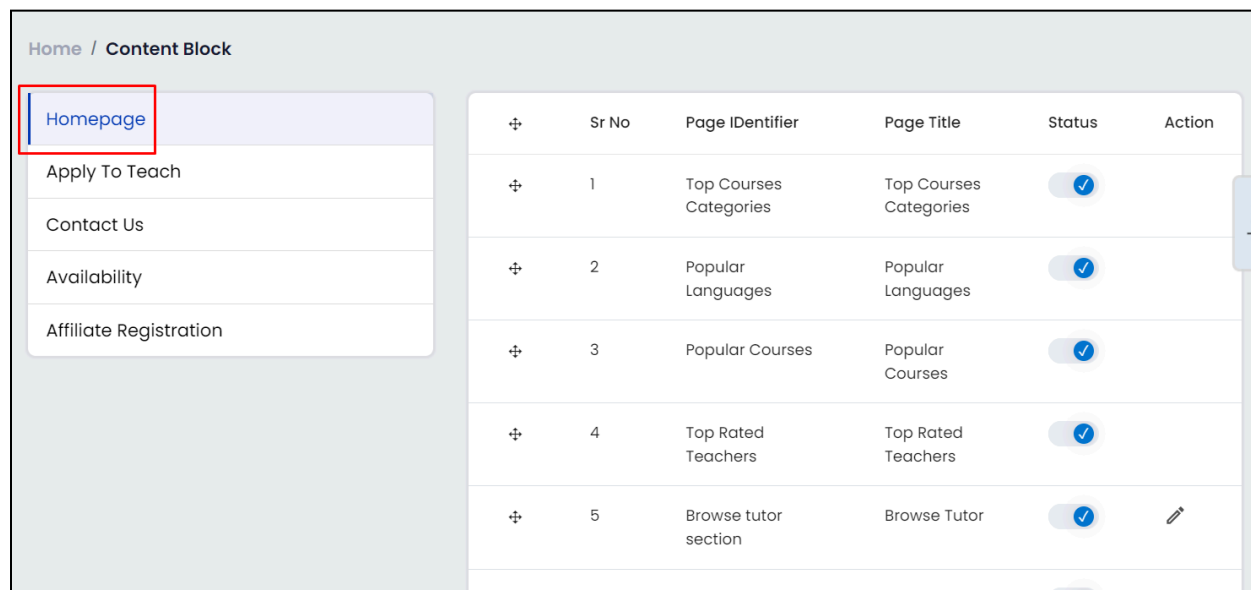 Home / Content Block
Homepage
Apply To Teach
Contact Us
Availability
Affiliate Registration
Sr No Page IDentifier Page Title Status Action
1 Top Courses Top Courses
Categories Categories
2 Popular Popular
Languages Languages
3 Popular Courses Popular
Courses
4 Top Rated Top Rated
Teachers Teachers
5 Browse tutor Browse Tutor
section